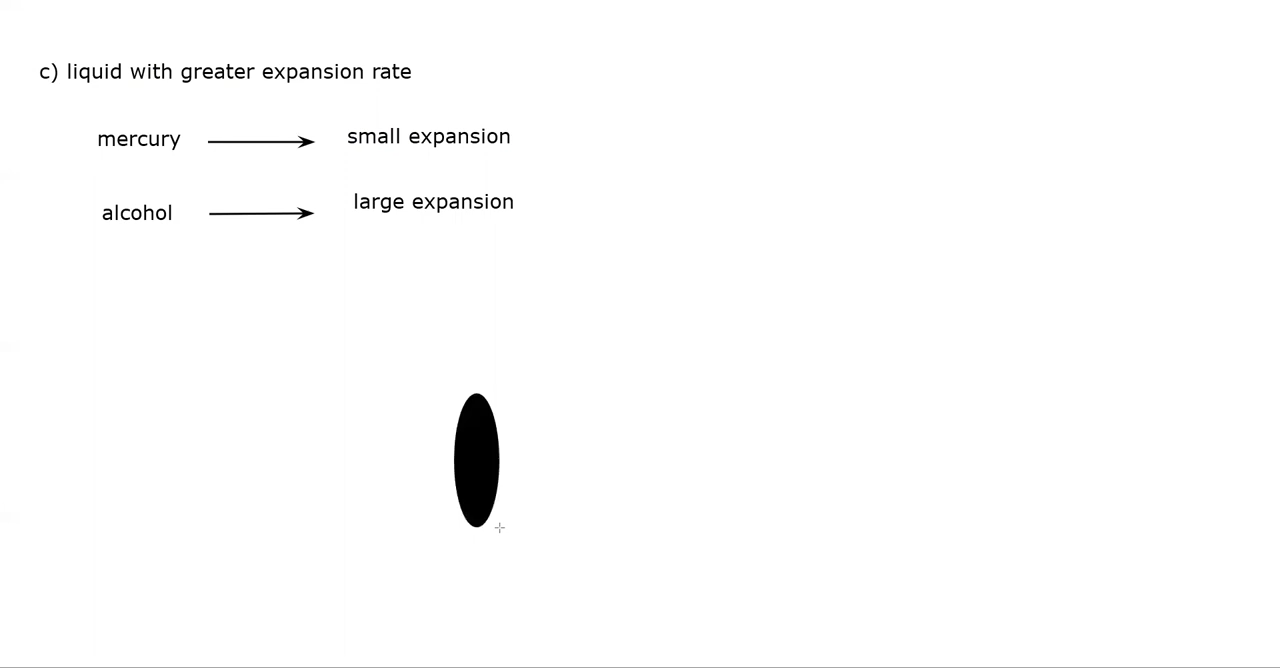 c) liquid with greater expansion rate
mercury small expansion
alcohol large expansion